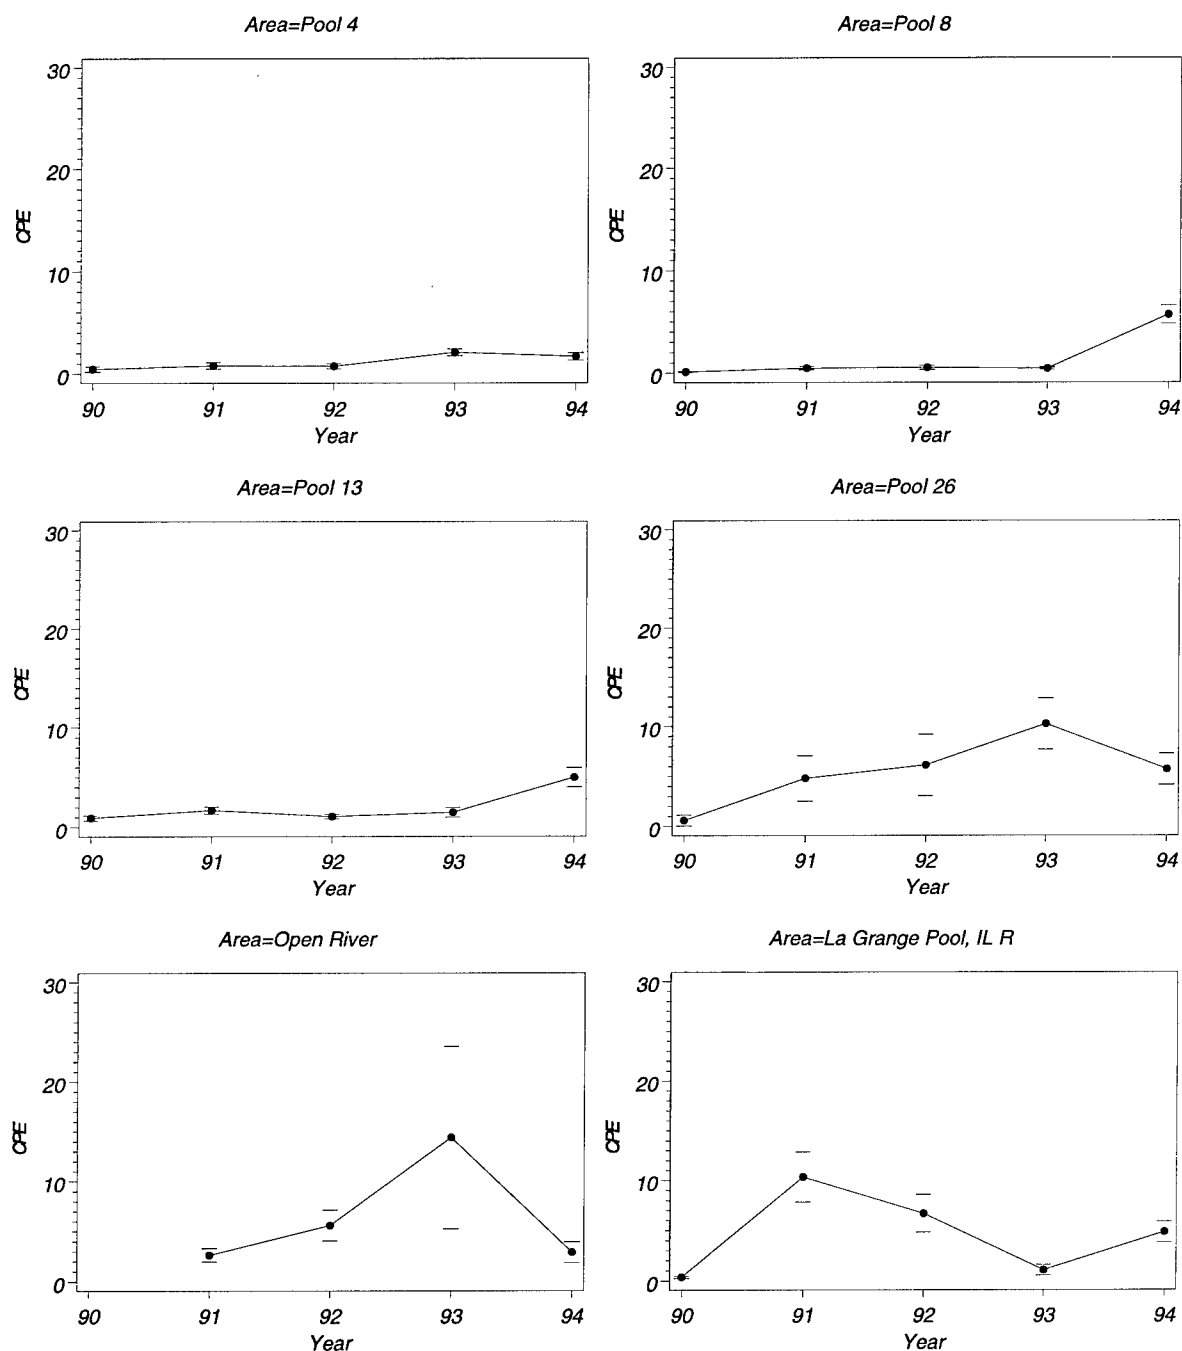 Area=Pool 4
30
20
10
0
CPE
90 91 92 93 94
Year
Area=Pool 8
30
20
10
0
CPE
90 91 92 93 94
Year
Area=Pool 13
30
20
10
0
CPE
90 91 92 93 94
Year
Area=Pool 26
30
20
10
0
CPE
90 91 92 93 94
Year
Area=Open River
30
20
10
0
CPE
90 91 92 93 94
Year
Area=La Grange Pool, IL R
30
20
10
0
CPE
90 91 92 93 94
Year